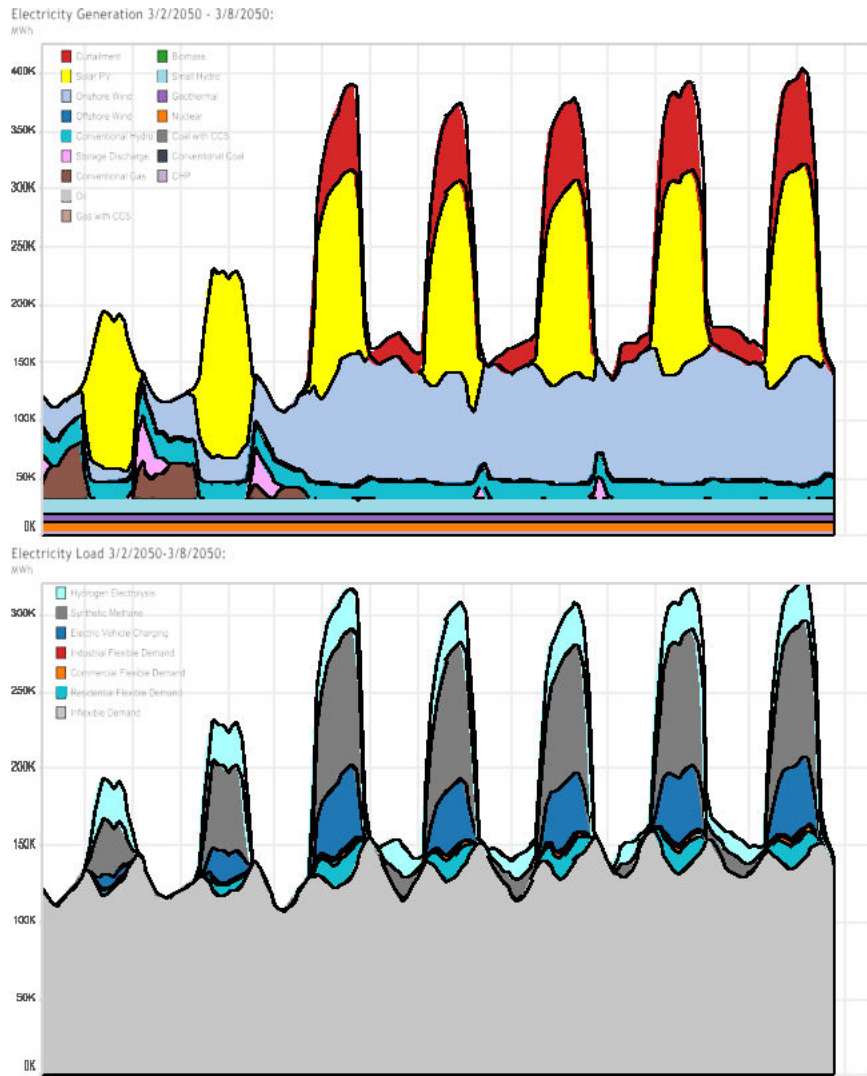 Electricity Generation 3/2/2050 - 3/8/2050:
MWh
400K
350K
300K
250K
200K
150K
100K
50K
0K
Curtailment
Solar PV
Onshore Wind
Offshore Wind
Conventional Hydro
Storage Discharge
Conventional Gas
Oil
Gas with CCS
Biomass
Small Hydro
Geothermal
Nuclear
Coal with CCS
Conventional Coal
CHP
Electricity Load 3/2/2050-3/8/2050:
MWh
300K
250K
200K
150K
100K
50K
0K
Hydrogen Electrolysis
Synthetic Methane
Electric Vehicle Charging
Industrial Flexible Demand
Commercial Flexible Demand
Residential Flexible Demand
Inflexible Demand